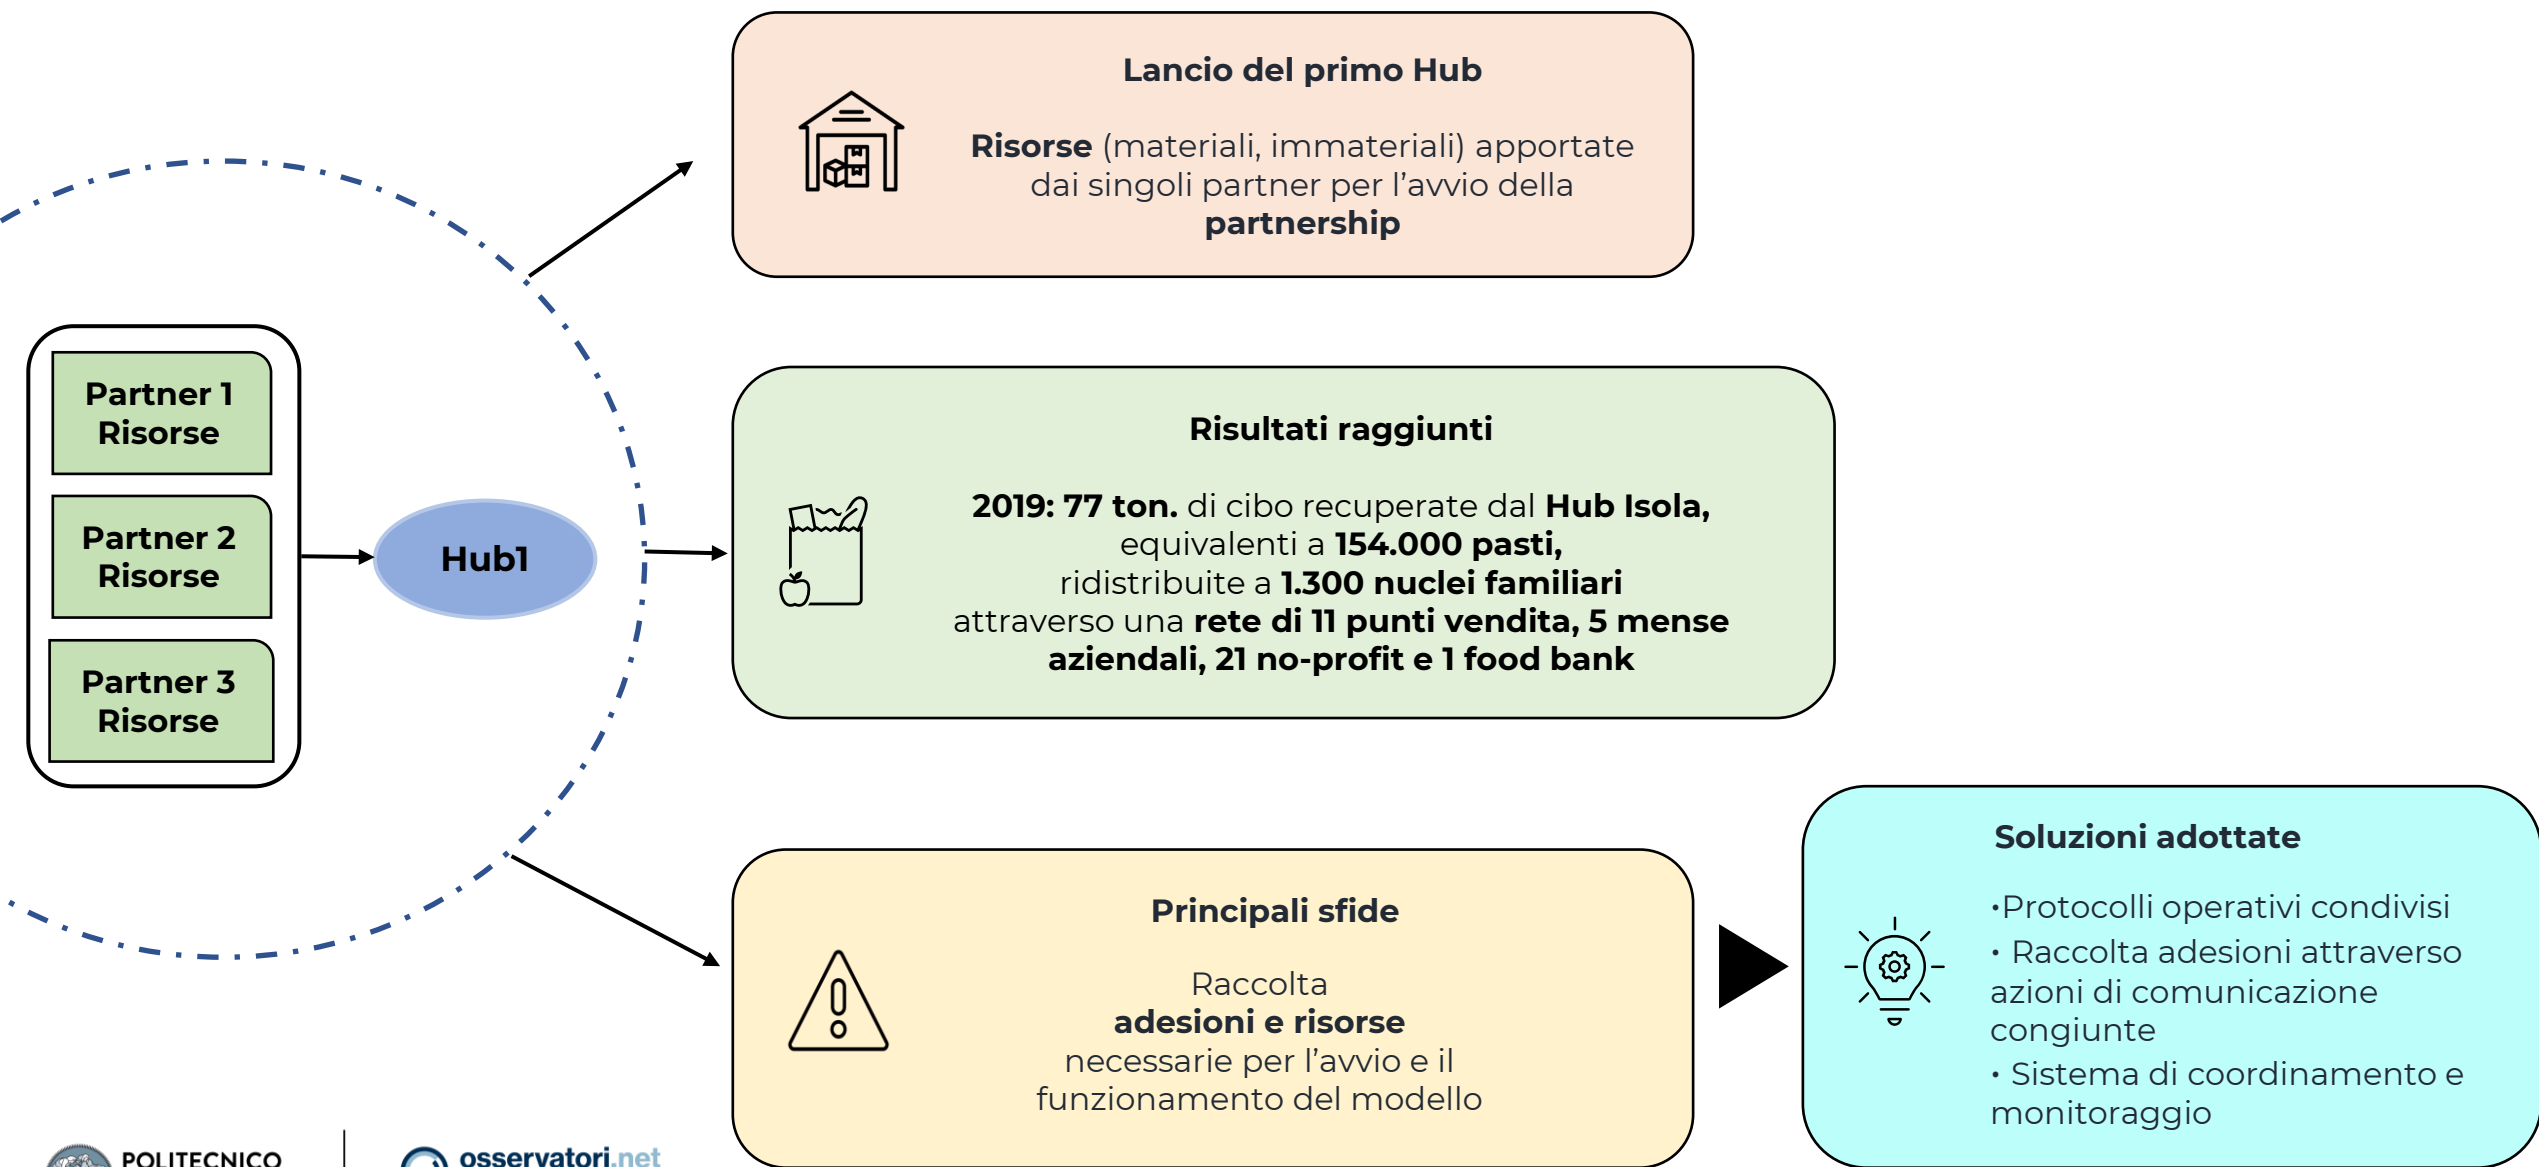 Lancio del primo Hub
Risorse (materiali, immateriali) apportate
dai singoli partner per l’avvio della
partnership
Partner 1
Risorse
Partner 2
Risorse
Partner 3
Risorse
Hub1
Risultati raggiunti
2019: 77 ton. di cibo recuperate dal Hub Isola,
equivalenti a 154.000 pasti,
ridistribuite a 1.300 nuclei familiari
attraverso una rete di 11 punti vendita, 5 mense
aziendali, 21 no-profit e 1 food bank
Principali sfide
Raccolta
adesioni e risorse
necessarie per l’avvio e il
funzionamento del modello
Soluzioni adottate
•Protocolli operativi condivisi
• Raccolta adesioni attraverso
azioni di comunicazione
congiunte
• Sistema di coordinamento e
monitoraggio
POLITECNICO
osservatori.net